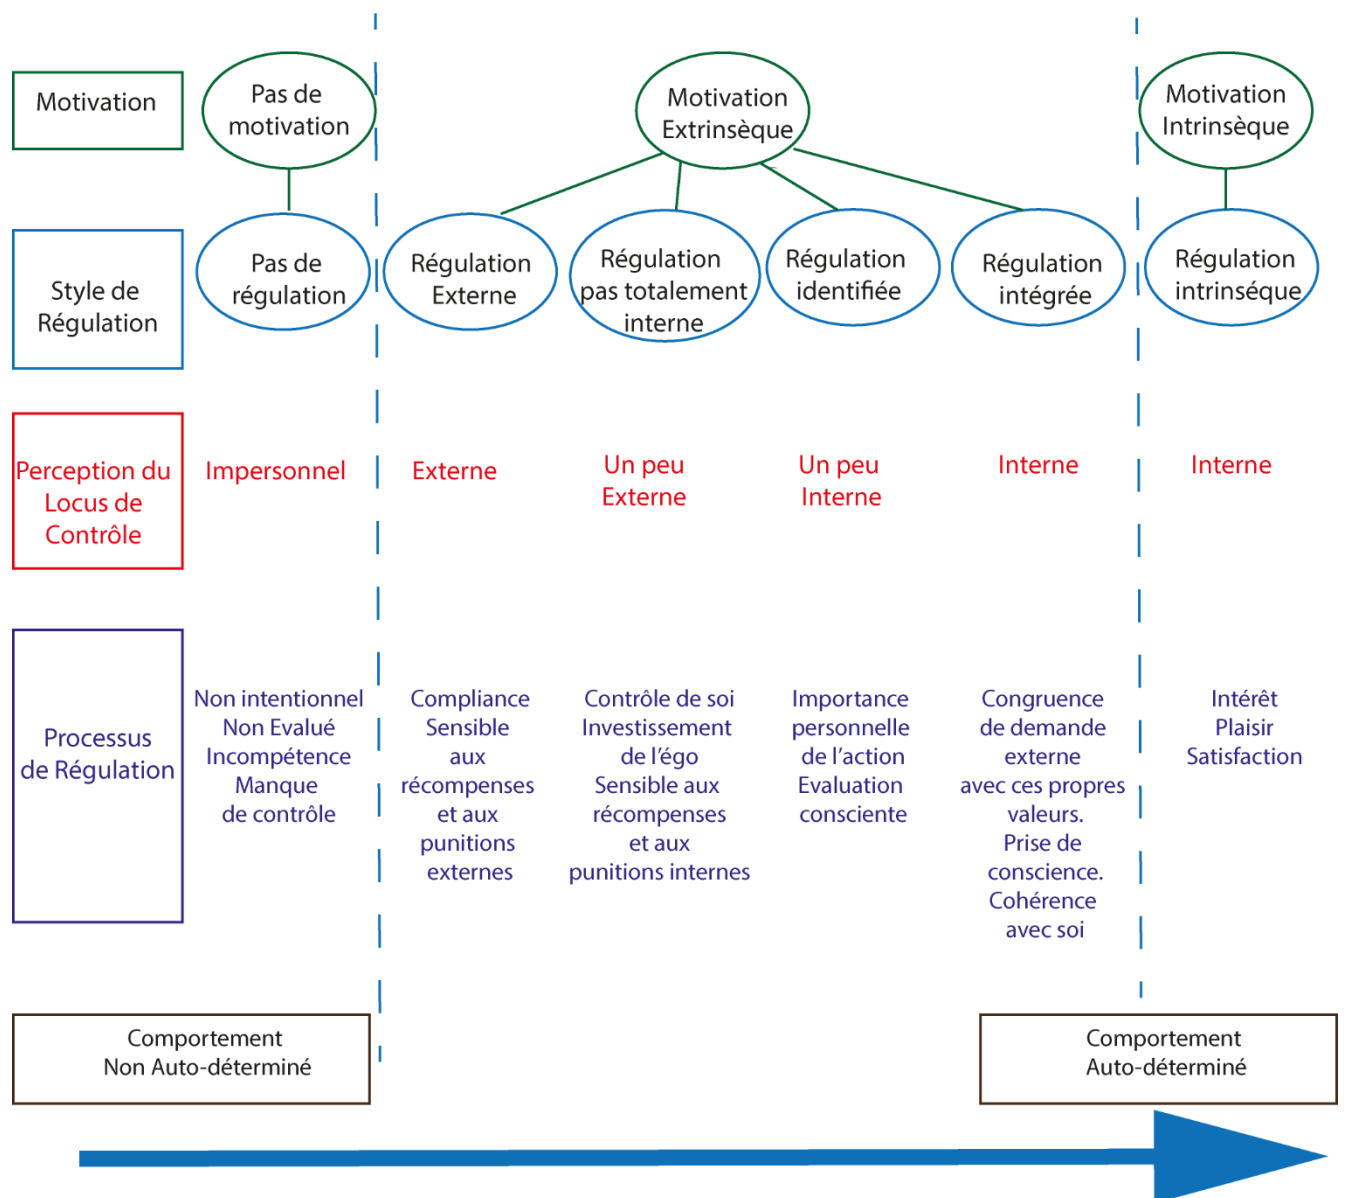 Motivation
Pas de
motivation
Motivation
Extrinsèque
Motivation
Intrinsèque
Style de
Régulation
Pas de
régulation
Régulation
Externe
Régulation
pas totalement
interne
Régulation
identifiée
Régulation
intégrée
Régulation
intrinséque
Perception du
Locus de
Contrôle
Impersonnel
Externe
Un peu
Externe
Un peu
Interne
Interne
Interne
Processus
de Régulation
Non intentionnel
Non Evalué
Incompétence
Manque
de contrôle
Compliance
Sensible
aux
récompenses
et aux
punitions
externes
Contrôle de soi
Investissement
de l'égo
Sensible aux
récompenses
et aux
punitions internes
Importance
personnelle
de l'action
Evaluation
consciente
Congruence
de demande
externe
avec ces propres
valeurs.
Prise de
conscience.
Cohérence
avec soi
Intérêt
Plaisir
Satisfaction
Comportement
Non Auto-déterminé
Comportement
Auto-déterminé